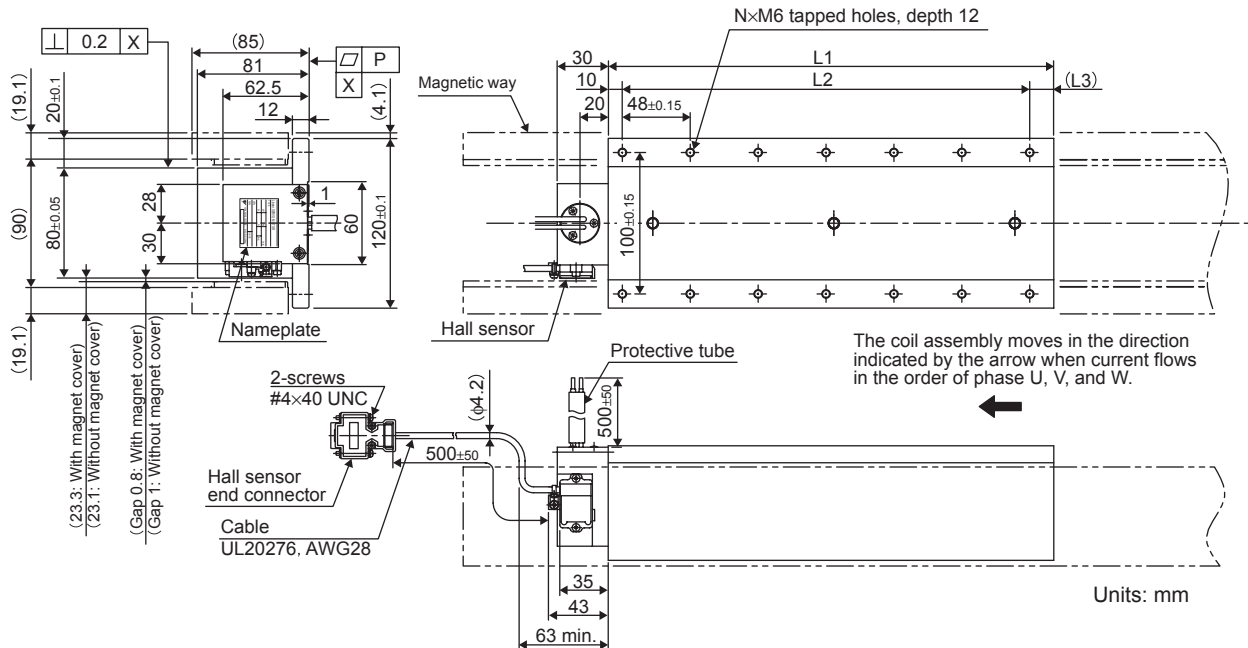 ⊥ 0.2 X
(85)
81
62.5
12
▱ P
X
(4.1)
(19.1)
20±0.1
(90)
80±0.05
28
30
1
60
120±0.1
(19.1)
Nameplate
(23.3: With magnet cover)
(23.1: Without magnet cover)
(Gap 0.8: With magnet cover)
(Gap 1: Without magnet cover)
N×M6 tapped holes, depth 12
Magnetic way
30
L1
10
L2
(L3)
20
48±0.15
100±0.15
Hall sensor
The coil assembly moves in the direction
indicated by the arrow when current flows
in the order of phase U, V, and W.
2-screws
#4×40 UNC
Protective tube
(ϕ4.2)
500±50
500±50
Hall sensor
end connector
Cable
UL20276, AWG28
35
43
63 min.
Units: mm